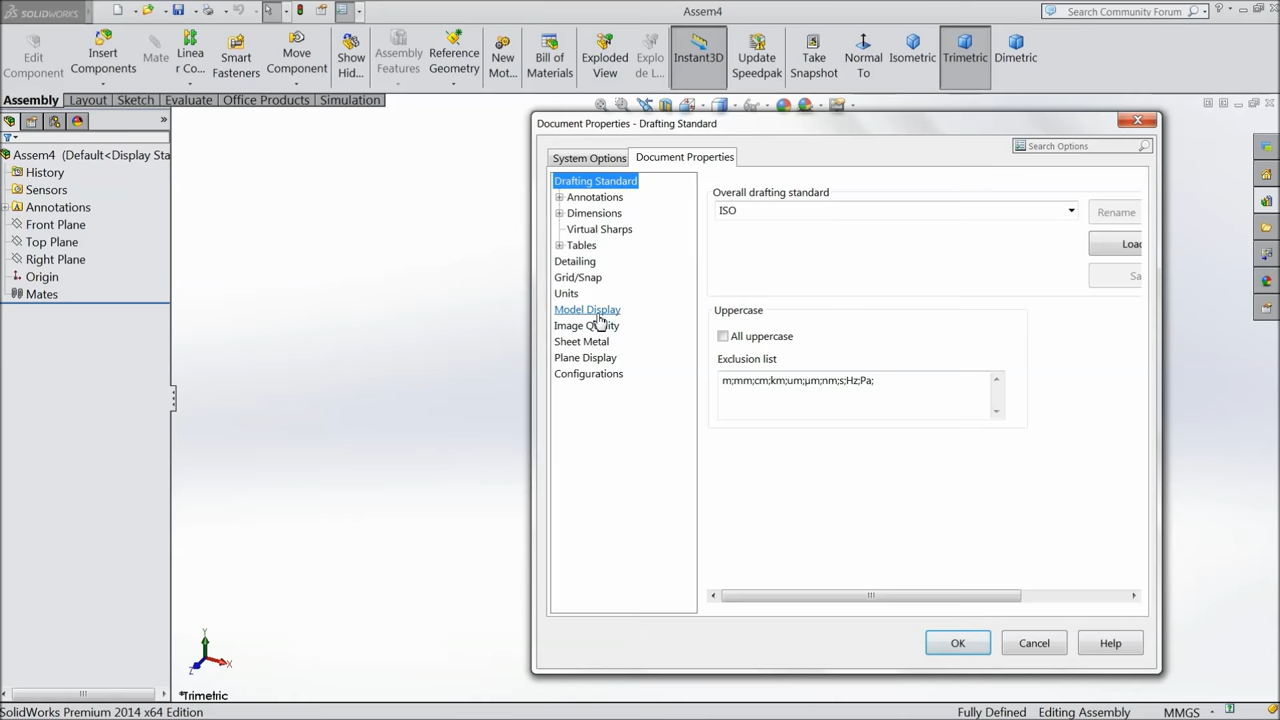 SOLIDWORKS
Assem4
Search Community Forum
Edit Component
Insert Components
Mate
Linea r Co...
Smart Fasteners
Move Component
Show Hid...
Assembly Features
Reference Geometry
New Mot...
Bill of Materials
Exploded View
Explo de L...
Instant3D
Update Speedpak
Take Snapshot
Normal To
Isometric
Trimetric
Dimetric
Assembly
Layout
Sketch
Evaluate
Office Products
Simulation
Assem4 (Default<Display Sta
History
Sensors
Annotations
Front Plane
Top Plane
Right Plane
Origin
Mates
Document Properties - Drafting Standard
System Options
Document Properties
Search Options
Drafting Standard
Annotations
Dimensions
Virtual Sharps
Tables
Detailing
Grid/Snap
Units
Model Display
Image Quality
Sheet Metal
Plane Display
Configurations
Overall drafting standard
ISO
Rename
Loa
Sa
Uppercase
All uppercase
Exclusion list
m;mm;cm;km;um;µm;nm;s;Hz;Pa;
OK
Cancel
Help
Y
X
Z
*Trimetric
SolidWorks Premium 2014 x64 Edition
Fully Defined
Editing Assembly
MMGS